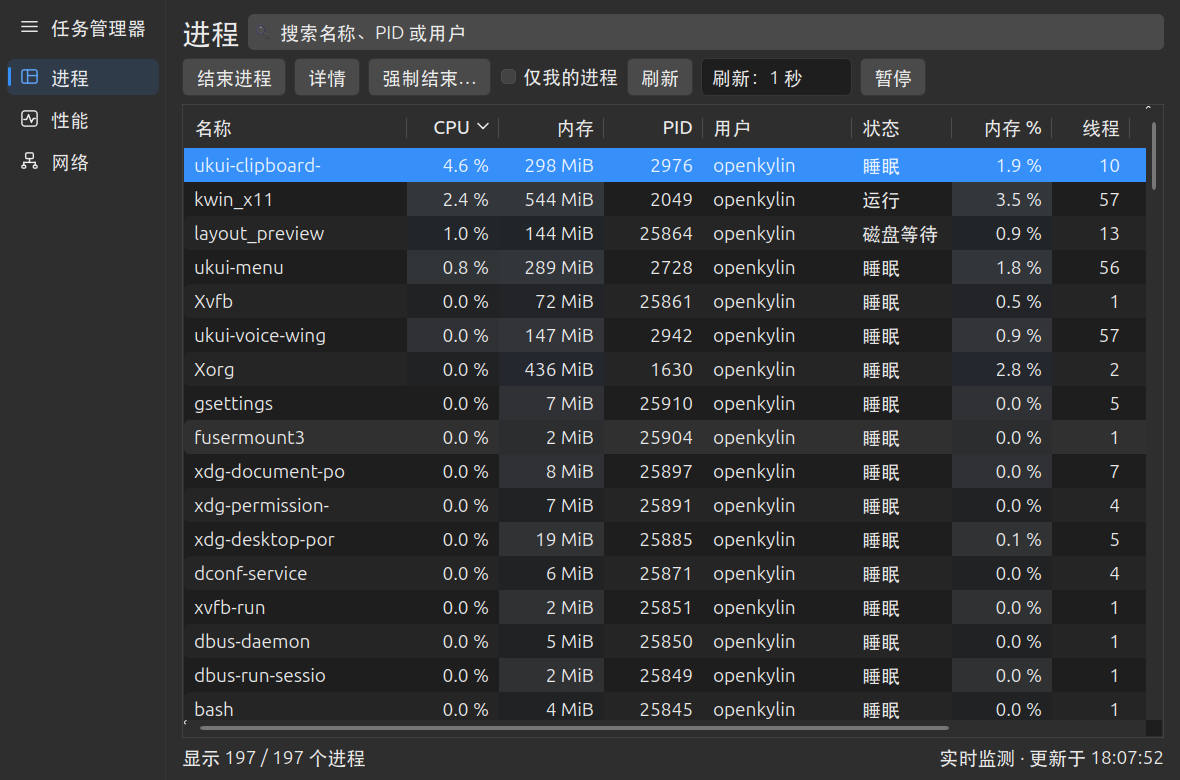 任务管理器
进程
性能
网络
进程 搜索名称、PID 或用户
结束进程 详情 强制结束... 仅我的进程 刷新 刷新：1 秒 暂停
名称 CPU 内存 PID 用户 状态 内存 % 线程
ukui-clipboard- 4.6 % 298 MiB 2976 openkylin 睡眠 1.9 % 10
kwin_x11 2.4 % 544 MiB 2049 openkylin 运行 3.5 % 57
layout_preview 1.0 % 144 MiB 25864 openkylin 磁盘等待 0.9 % 13
ukui-menu 0.8 % 289 MiB 2728 openkylin 睡眠 1.8 % 56
Xvfb 0.0 % 72 MiB 25861 openkylin 睡眠 0.5 % 1
ukui-voice-wing 0.0 % 147 MiB 2942 openkylin 睡眠 0.9 % 57
Xorg 0.0 % 436 MiB 1630 openkylin 睡眠 2.8 % 2
gsettings 0.0 % 7 MiB 25910 openkylin 睡眠 0.0 % 5
fusermount3 0.0 % 2 MiB 25904 openkylin 睡眠 0.0 % 1
xdg-document-po 0.0 % 8 MiB 25897 openkylin 睡眠 0.0 % 7
xdg-permission- 0.0 % 7 MiB 25891 openkylin 睡眠 0.0 % 4
xdg-desktop-por 0.0 % 19 MiB 25885 openkylin 睡眠 0.1 % 5
dconf-service 0.0 % 6 MiB 25871 openkylin 睡眠 0.0 % 4
xvfb-run 0.0 % 2 MiB 25851 openkylin 睡眠 0.0 % 1
dbus-daemon 0.0 % 5 MiB 25850 openkylin 睡眠 0.0 % 1
dbus-run-sessio 0.0 % 2 MiB 25849 openkylin 睡眠 0.0 % 1
bash 0.0 % 4 MiB 25845 openkylin 睡眠 0.0 % 1
显示 197 / 197 个进程 实时监测 · 更新于 18:07:52